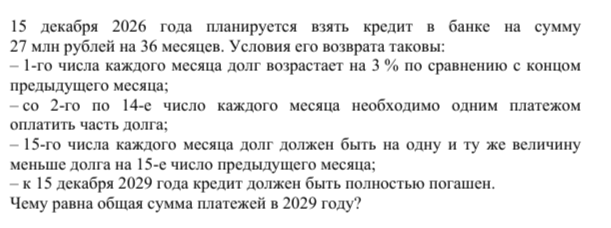 15 декабря 2026 года планируется взять кредит в банке на сумму
27 млн рублей на 36 месяцев. Условия его возврата таковы:
– 1-го числа каждого месяца долг возрастает на 3 % по сравнению с концом
предыдущего месяца;
– со 2-го по 14-е число каждого месяца необходимо одним платежом
оплатить часть долга;
– 15-го числа каждого месяца долг должен быть на одну и ту же величину
меньше долга на 15-е число предыдущего месяца;
– к 15 декабря 2029 года кредит должен быть полностью погашен.
Чему равна общая сумма платежей в 2029 году?